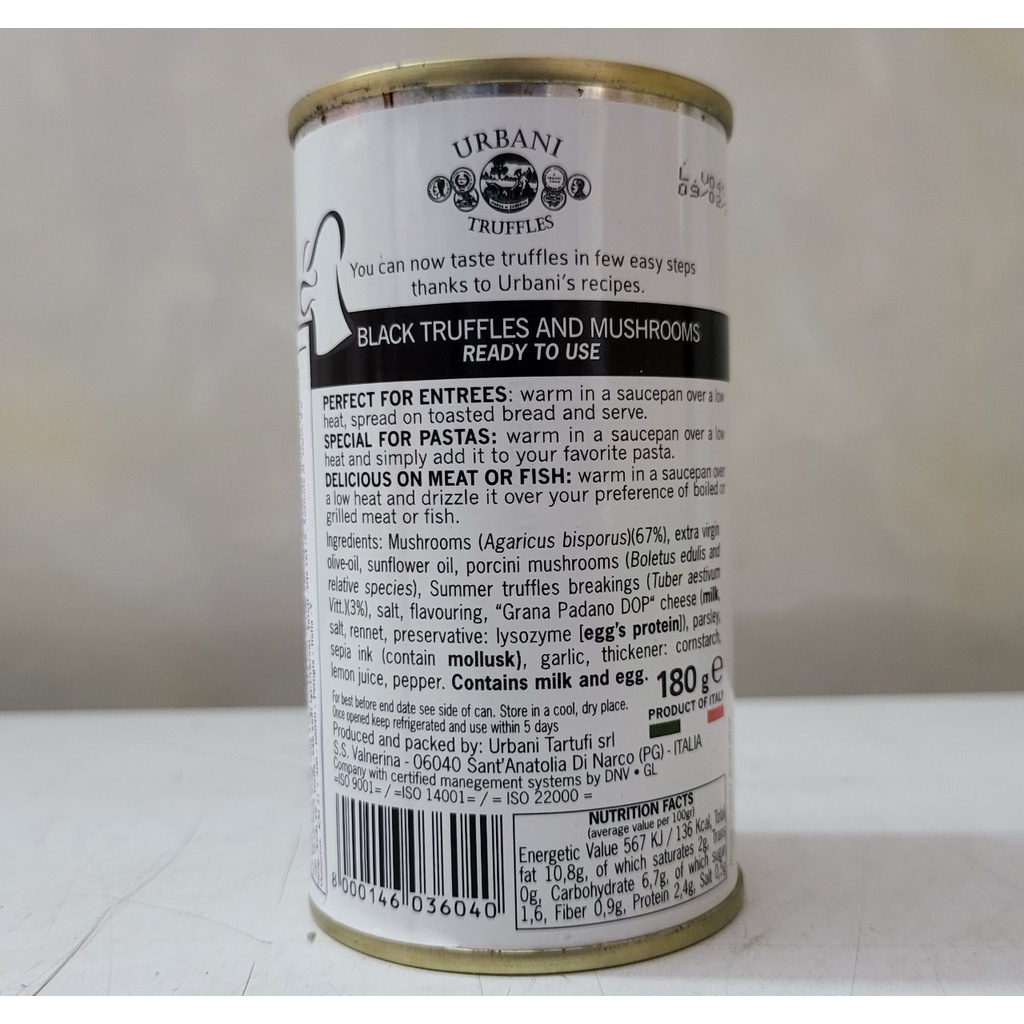 URBANI
TRUFFLES
You can now taste truffles in few easy steps
thanks to Urbani's recipes.
BLACK TRUFFLES AND MUSHROOMS
READY TO USE
PERFECT FOR ENTREES: warm in a saucepan over a low
heat, spread on toasted bread and serve.
SPECIAL FOR PASTAS: warm in a saucepan over a low
heat and simply add it to your favorite pasta.
DELICIOUS ON MEAT OR FISH: warm in a saucepan over
a low heat and drizzle it over your preference of boiled or
grilled meat or fish.
Ingredients: Mushrooms (Agaricus bisporus)(67%), extra virgin
olive-oil, sunflower oil, porcini mushrooms (Boletus edulis and
relative species), Summer truffles breakings (Tuber aestivum
Vitt.)(3%), salt, flavouring, "Grana Padano DOP" cheese (milk,
salt, rennet, preservative: lysozyme [egg's protein]), parsley,
sepia ink (contain mollusk), garlic, thickener: cornstarch,
lemon juice, pepper. Contains milk and egg.
180 g e
PRODUCT OF ITALY
For best before end date see side of can. Store in a cool, dry place.
Once opened keep refrigerated and use within 5 days
Produced and packed by: Urbani Tartufi srl
S.S. Valnerina - 06040 Sant'Anatolia Di Narco (PG) - ITALIA
Company with certified manegement systems by DNV • GL
=ISO 9001= / =ISO 14001= / = ISO 22000 =
8 000146 036040
NUTRITION FACTS
(average value per 100gr)
Energetic Value 567 KJ / 136 Kcal, Total
fat 10,8g, of which saturates 2g, Trans
0g, Carbohydrate 6,7g, of which sugar
1,6, Fiber 0,9g, Protein 2,4g, Salt